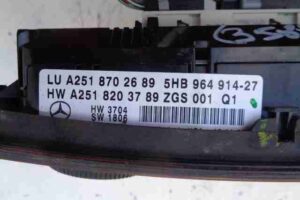 LU A251 870 26 89 5HB 964 914-27
HW A251 820 37 89 ZGS 001 Q1
HW 3704
SW 1806